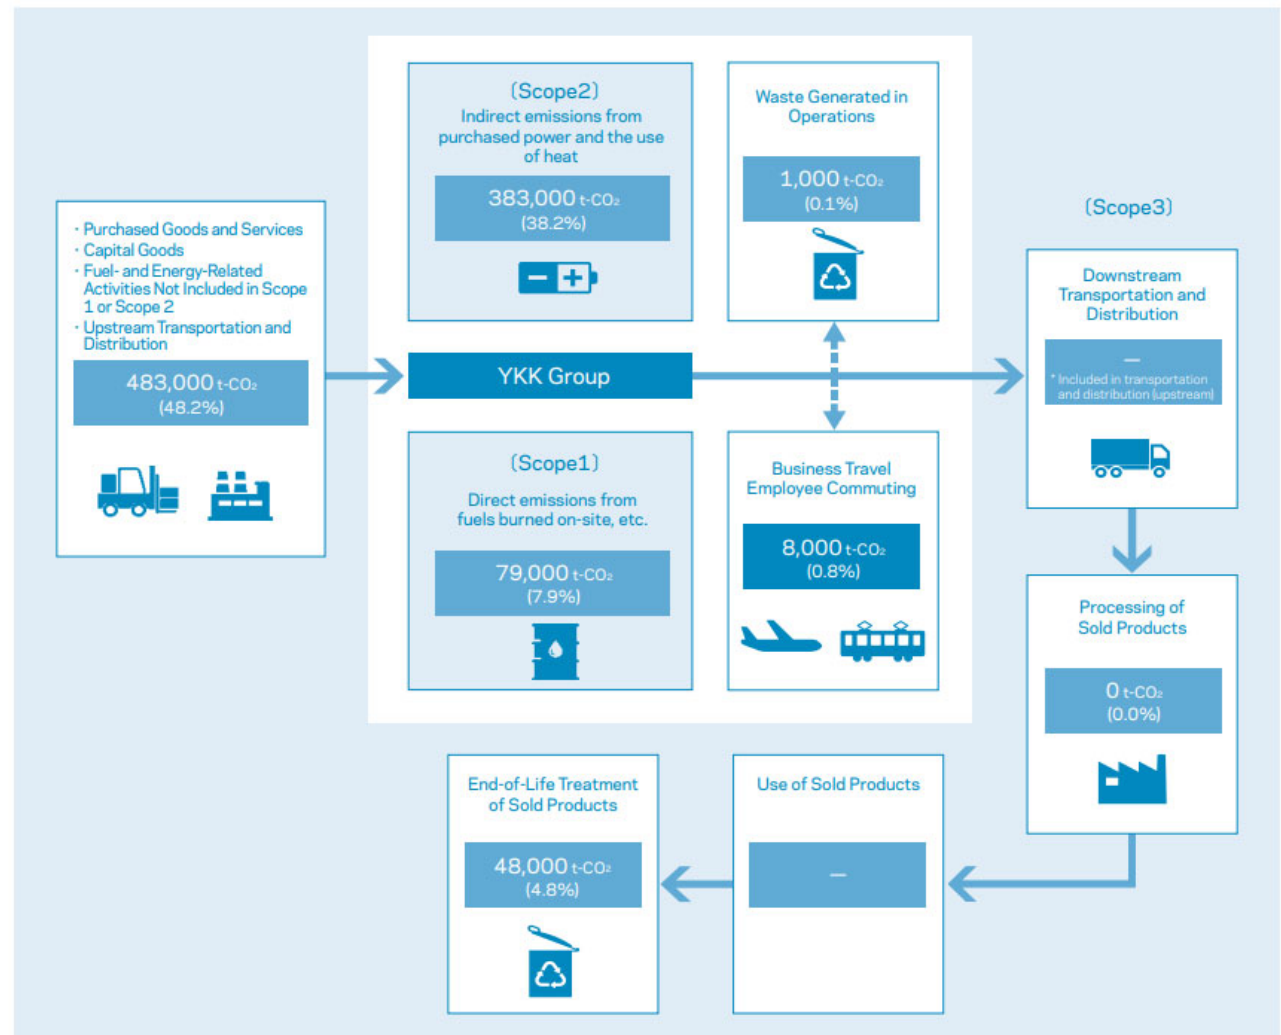 ・Purchased Goods and Services
・Capital Goods
・Fuel- and Energy-Related
Activities Not Included in Scope
1 or Scope 2
・Upstream Transportation and
Distribution
483,000 t-CO₂
(48.2%)
〔Scope2〕
Indirect emissions from
purchased power and the use
of heat
383,000 t-CO₂
(38.2%)
YKK Group
〔Scope1〕
Direct emissions from
fuels burned on-site, etc.
79,000 t-CO₂
(7.9%)
Waste Generated in
Operations
1,000 t-CO₂
(0.1%)
Business Travel
Employee Commuting
8,000 t-CO₂
(0.8%)
〔Scope3〕
Downstream
Transportation and
Distribution
—
* Included in transportation
and distribution (upstream)
Processing of
Sold Products
0 t-CO₂
(0.0%)
Use of Sold Products
—
End-of-Life Treatment
of Sold Products
48,000 t-CO₂
(4.8%)